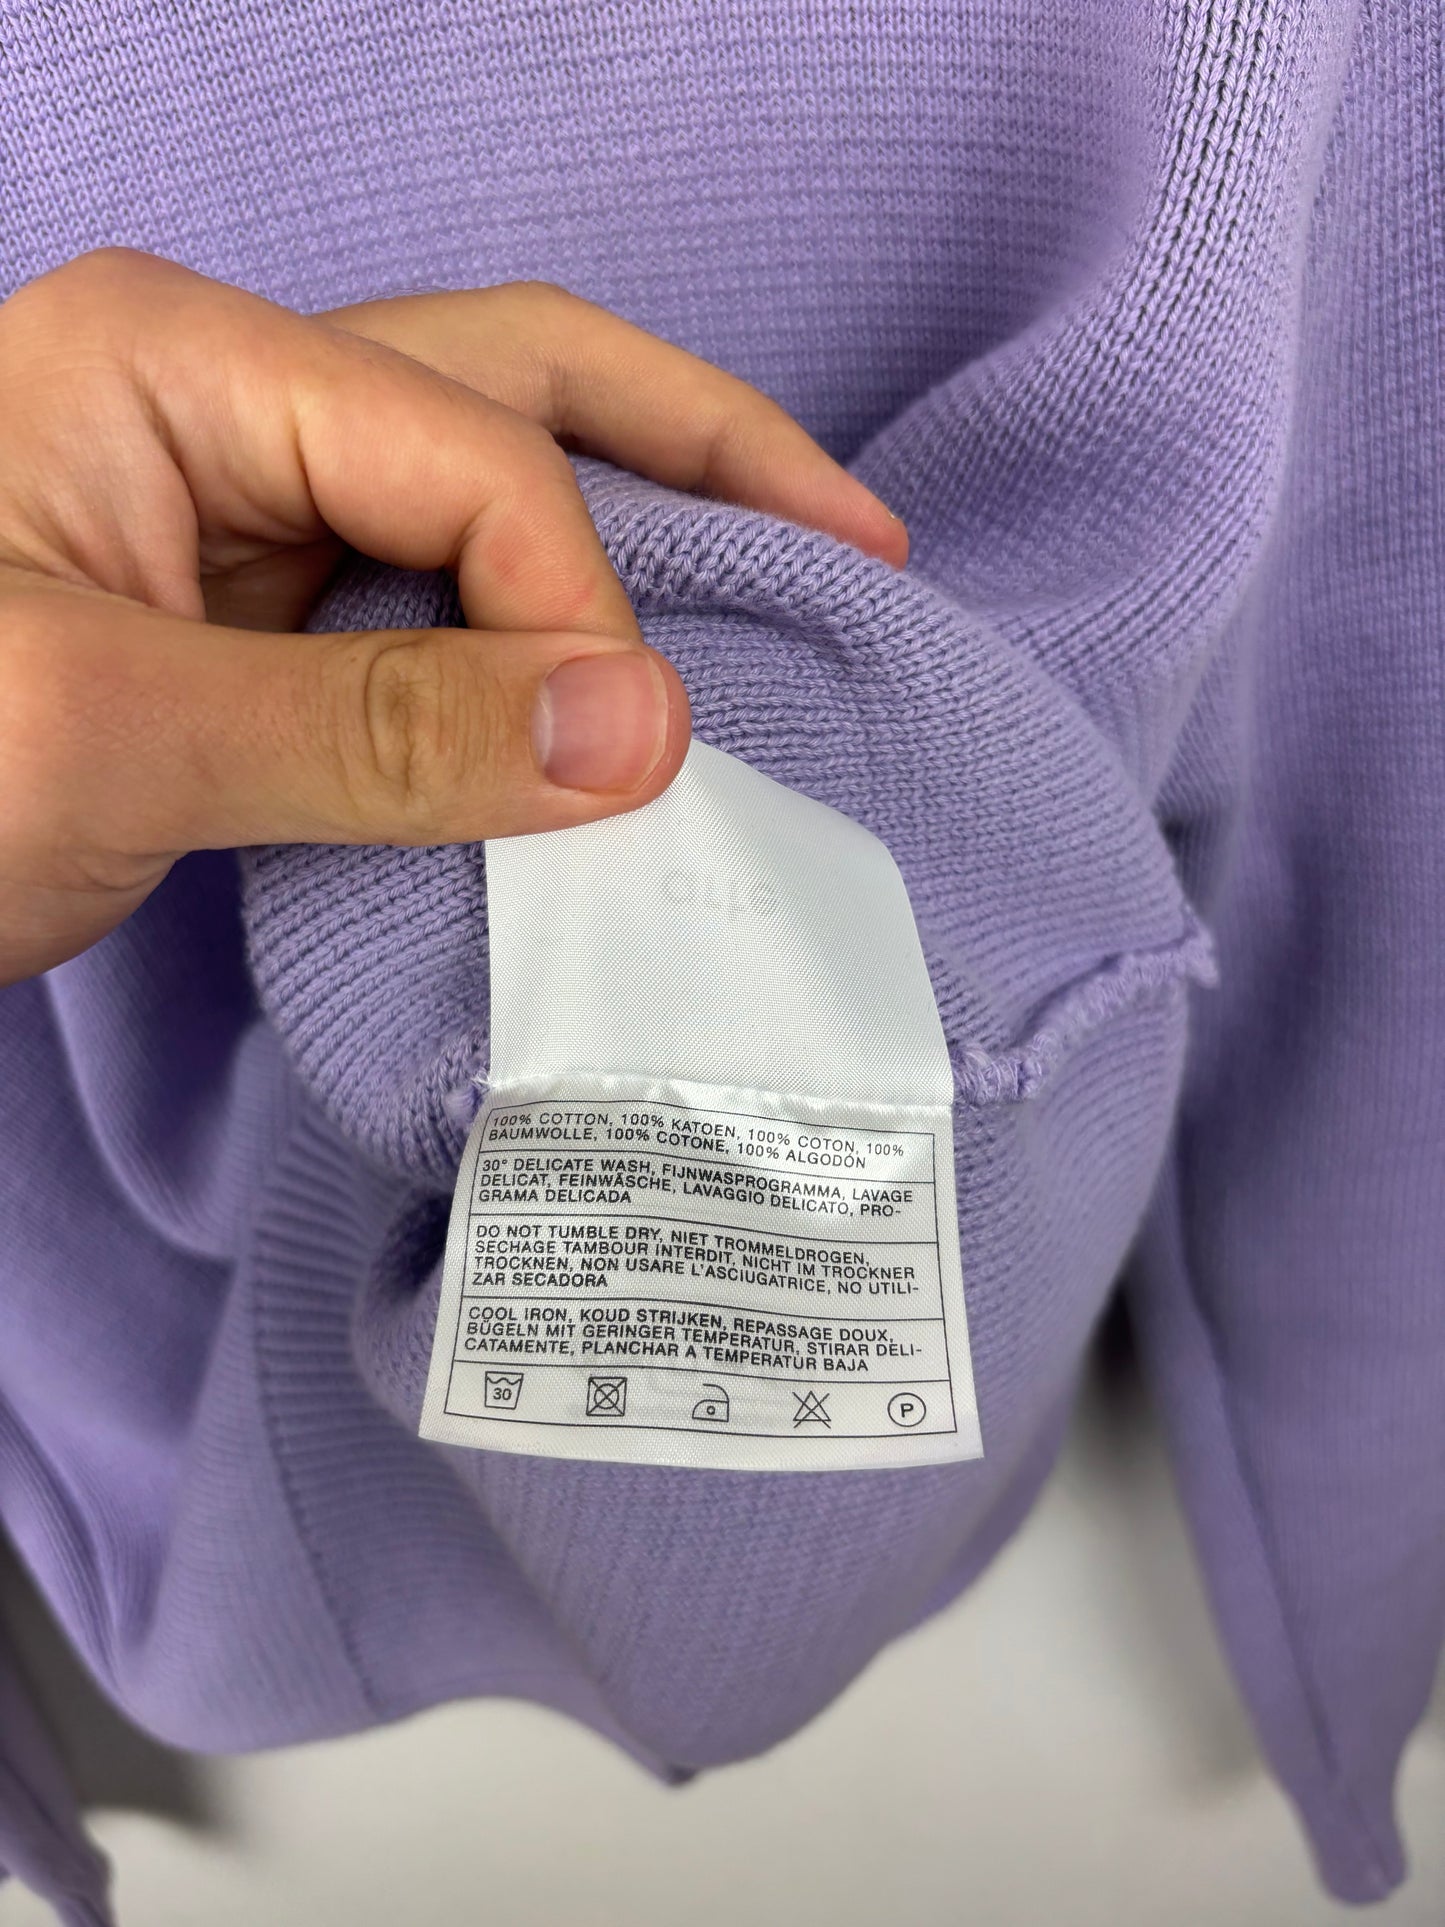 100% COTTON, 100% KATOEN, 100% COTON, 100%
BAUMWOLLE, 100% COTONE, 100% ALGODÓN
30° DELICATE WASH, FIJNWASPROGRAMMA, LAVAGE
DELICAT, FEINWÄSCHE, LAVAGGIO DELICATO, PRO-
GRAMA DELICADA
DO NOT TUMBLE DRY, NIET TROMMELDROGEN,
SECHAGE TAMBOUR INTERDIT, NICHT IM TROCKNER
TROCKNEN, NON USARE L'ASCIUGATRICE, NO UTILI-
ZAR SECADORA
COOL IRON, KOUD STRIJKEN, REPASSAGE DOUX,
BÜGELN MIT GERINGER TEMPERATUR, STIRAR DELI-
CATAMENTE, PLANCHAR A TEMPERATUR BAJA
30 P